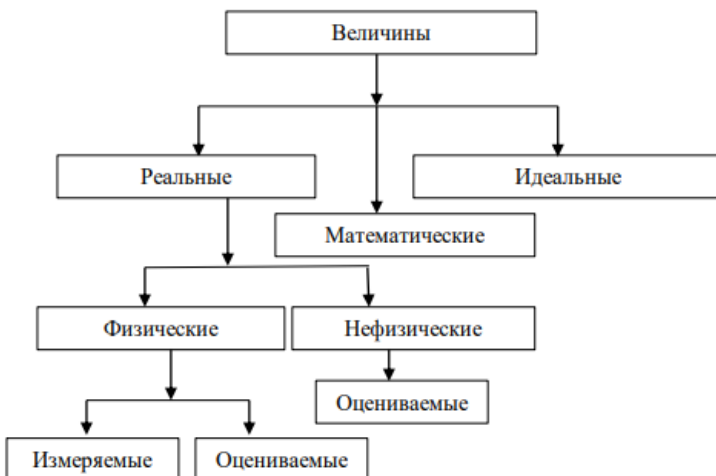 Величины
Реальные
Идеальные
Математические
Физические
Нефизические
Оцениваемые
Измеряемые
Оцениваемые